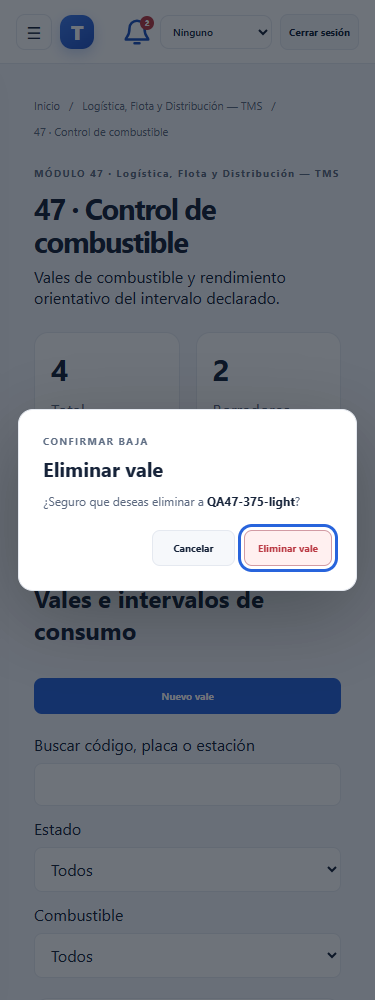 ☰
T
2
Ninguno
Cerrar sesión
Inicio / Logística, Flota y Distribución — TMS /
47 · Control de combustible
MÓDULO 47 · Logística, Flota y Distribución — TMS
47 · Control de
combustible
Vales de combustible y rendimiento
orientativo del intervalo declarado.
4
2
Total
Borradores
CONFIRMAR BAJA
Eliminar vale
¿Seguro que deseas eliminar a QA47-375-light?
Cancelar
Eliminar vale
Vales e intervalos de
consumo
Nuevo vale
Buscar código, placa o estación
Estado
Todos
Combustible
Todos